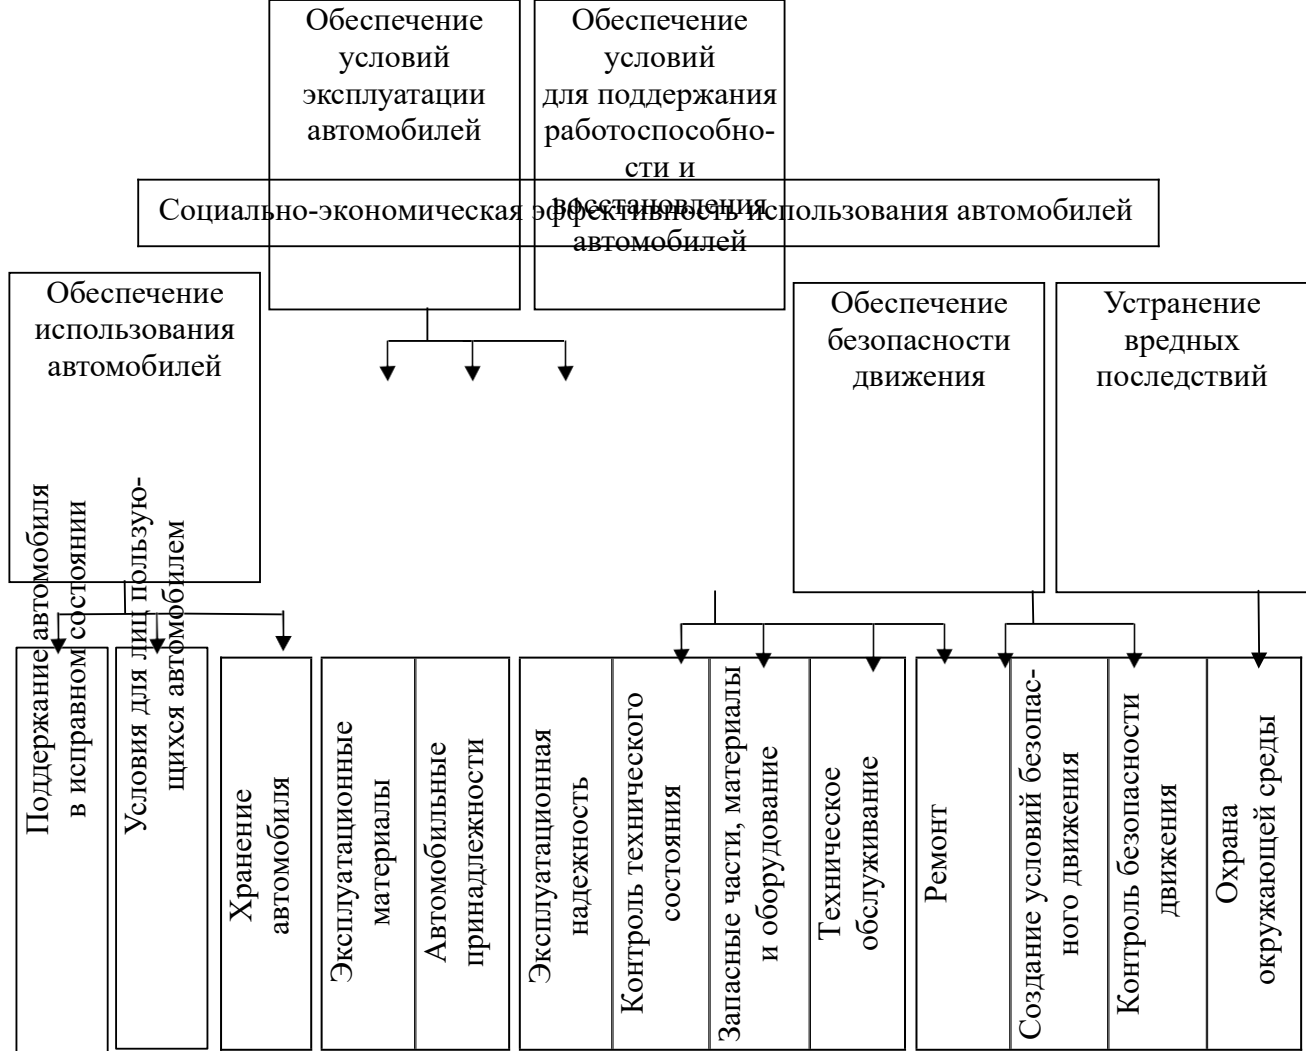 Обеспечение
условий
эксплуатации
автомобилей
Обеспечение
условий
для поддержания
работоспособно-
сти и
восстановления
автомобилей
Социально-экономическая эффективность использования автомобилей
Обеспечение
использования
автомобилей
Обеспечение
безопасности
движения
Устранение
вредных
последствий
Поддержание автомобиля
в исправном состоянии
Условия для лиц пользую-
щихся автомобилем
Хранение
автомобиля
Эксплуатационные
материалы
Автомобильные
принадлежности
Эксплуатационная
надежность
Контроль технического
состояния
Запасные части, материалы
и оборудование
Техническое
обслуживание
Ремонт
Создание условий безопас-
ного движения
Контроль безопасности
движения
Охрана
окружающей среды